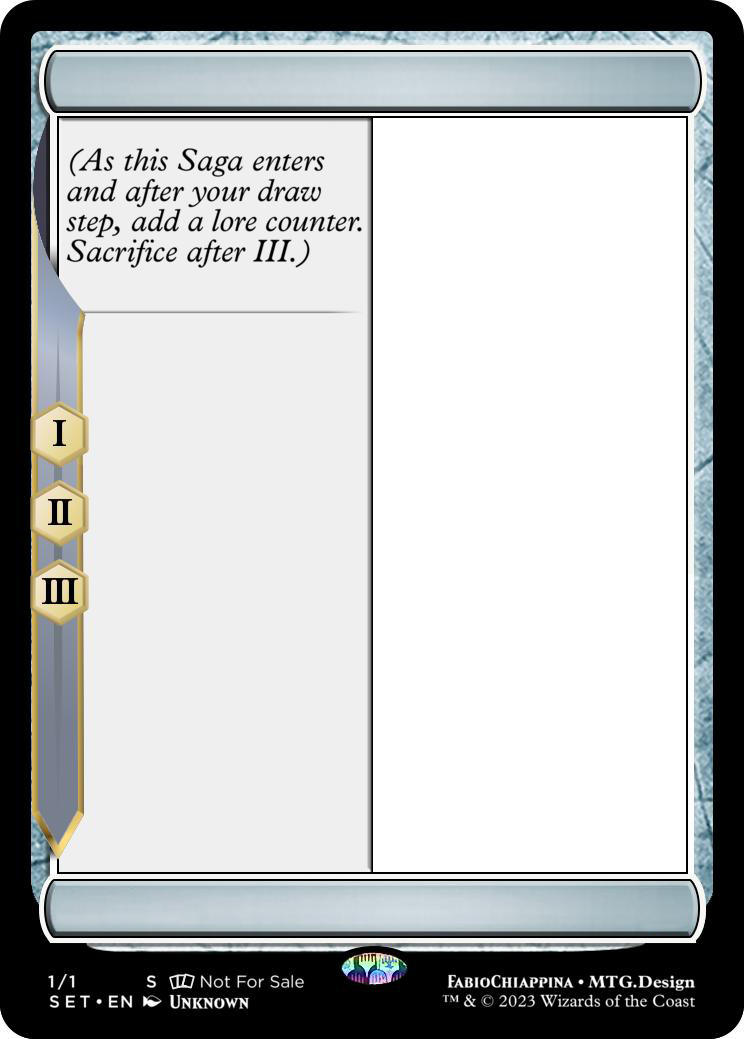 (As this Saga enters
and after your draw
step, add a lore counter.
Sacrifice after III.)
I
II
III
1/1 S Not For Sale
SET • EN Unknown
FabioChiappina • MTG.Design
™ & © 2023 Wizards of the Coast